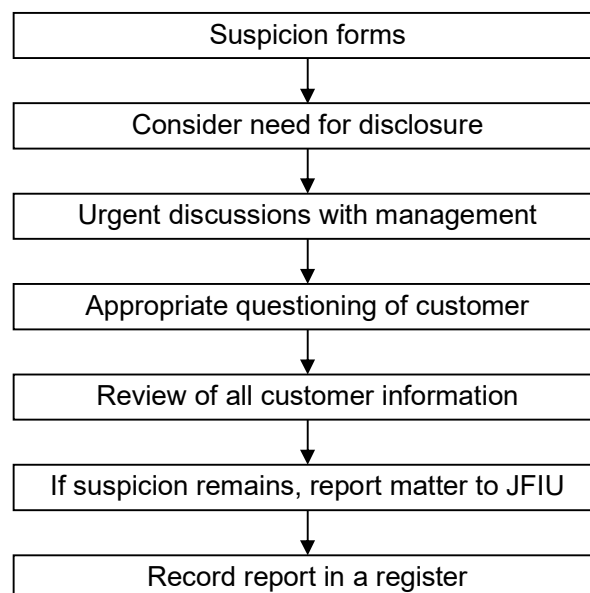 Suspicion forms
Consider need for disclosure
Urgent discussions with management
Appropriate questioning of customer
Review of all customer information
If suspicion remains, report matter to JFIU
Record report in a register